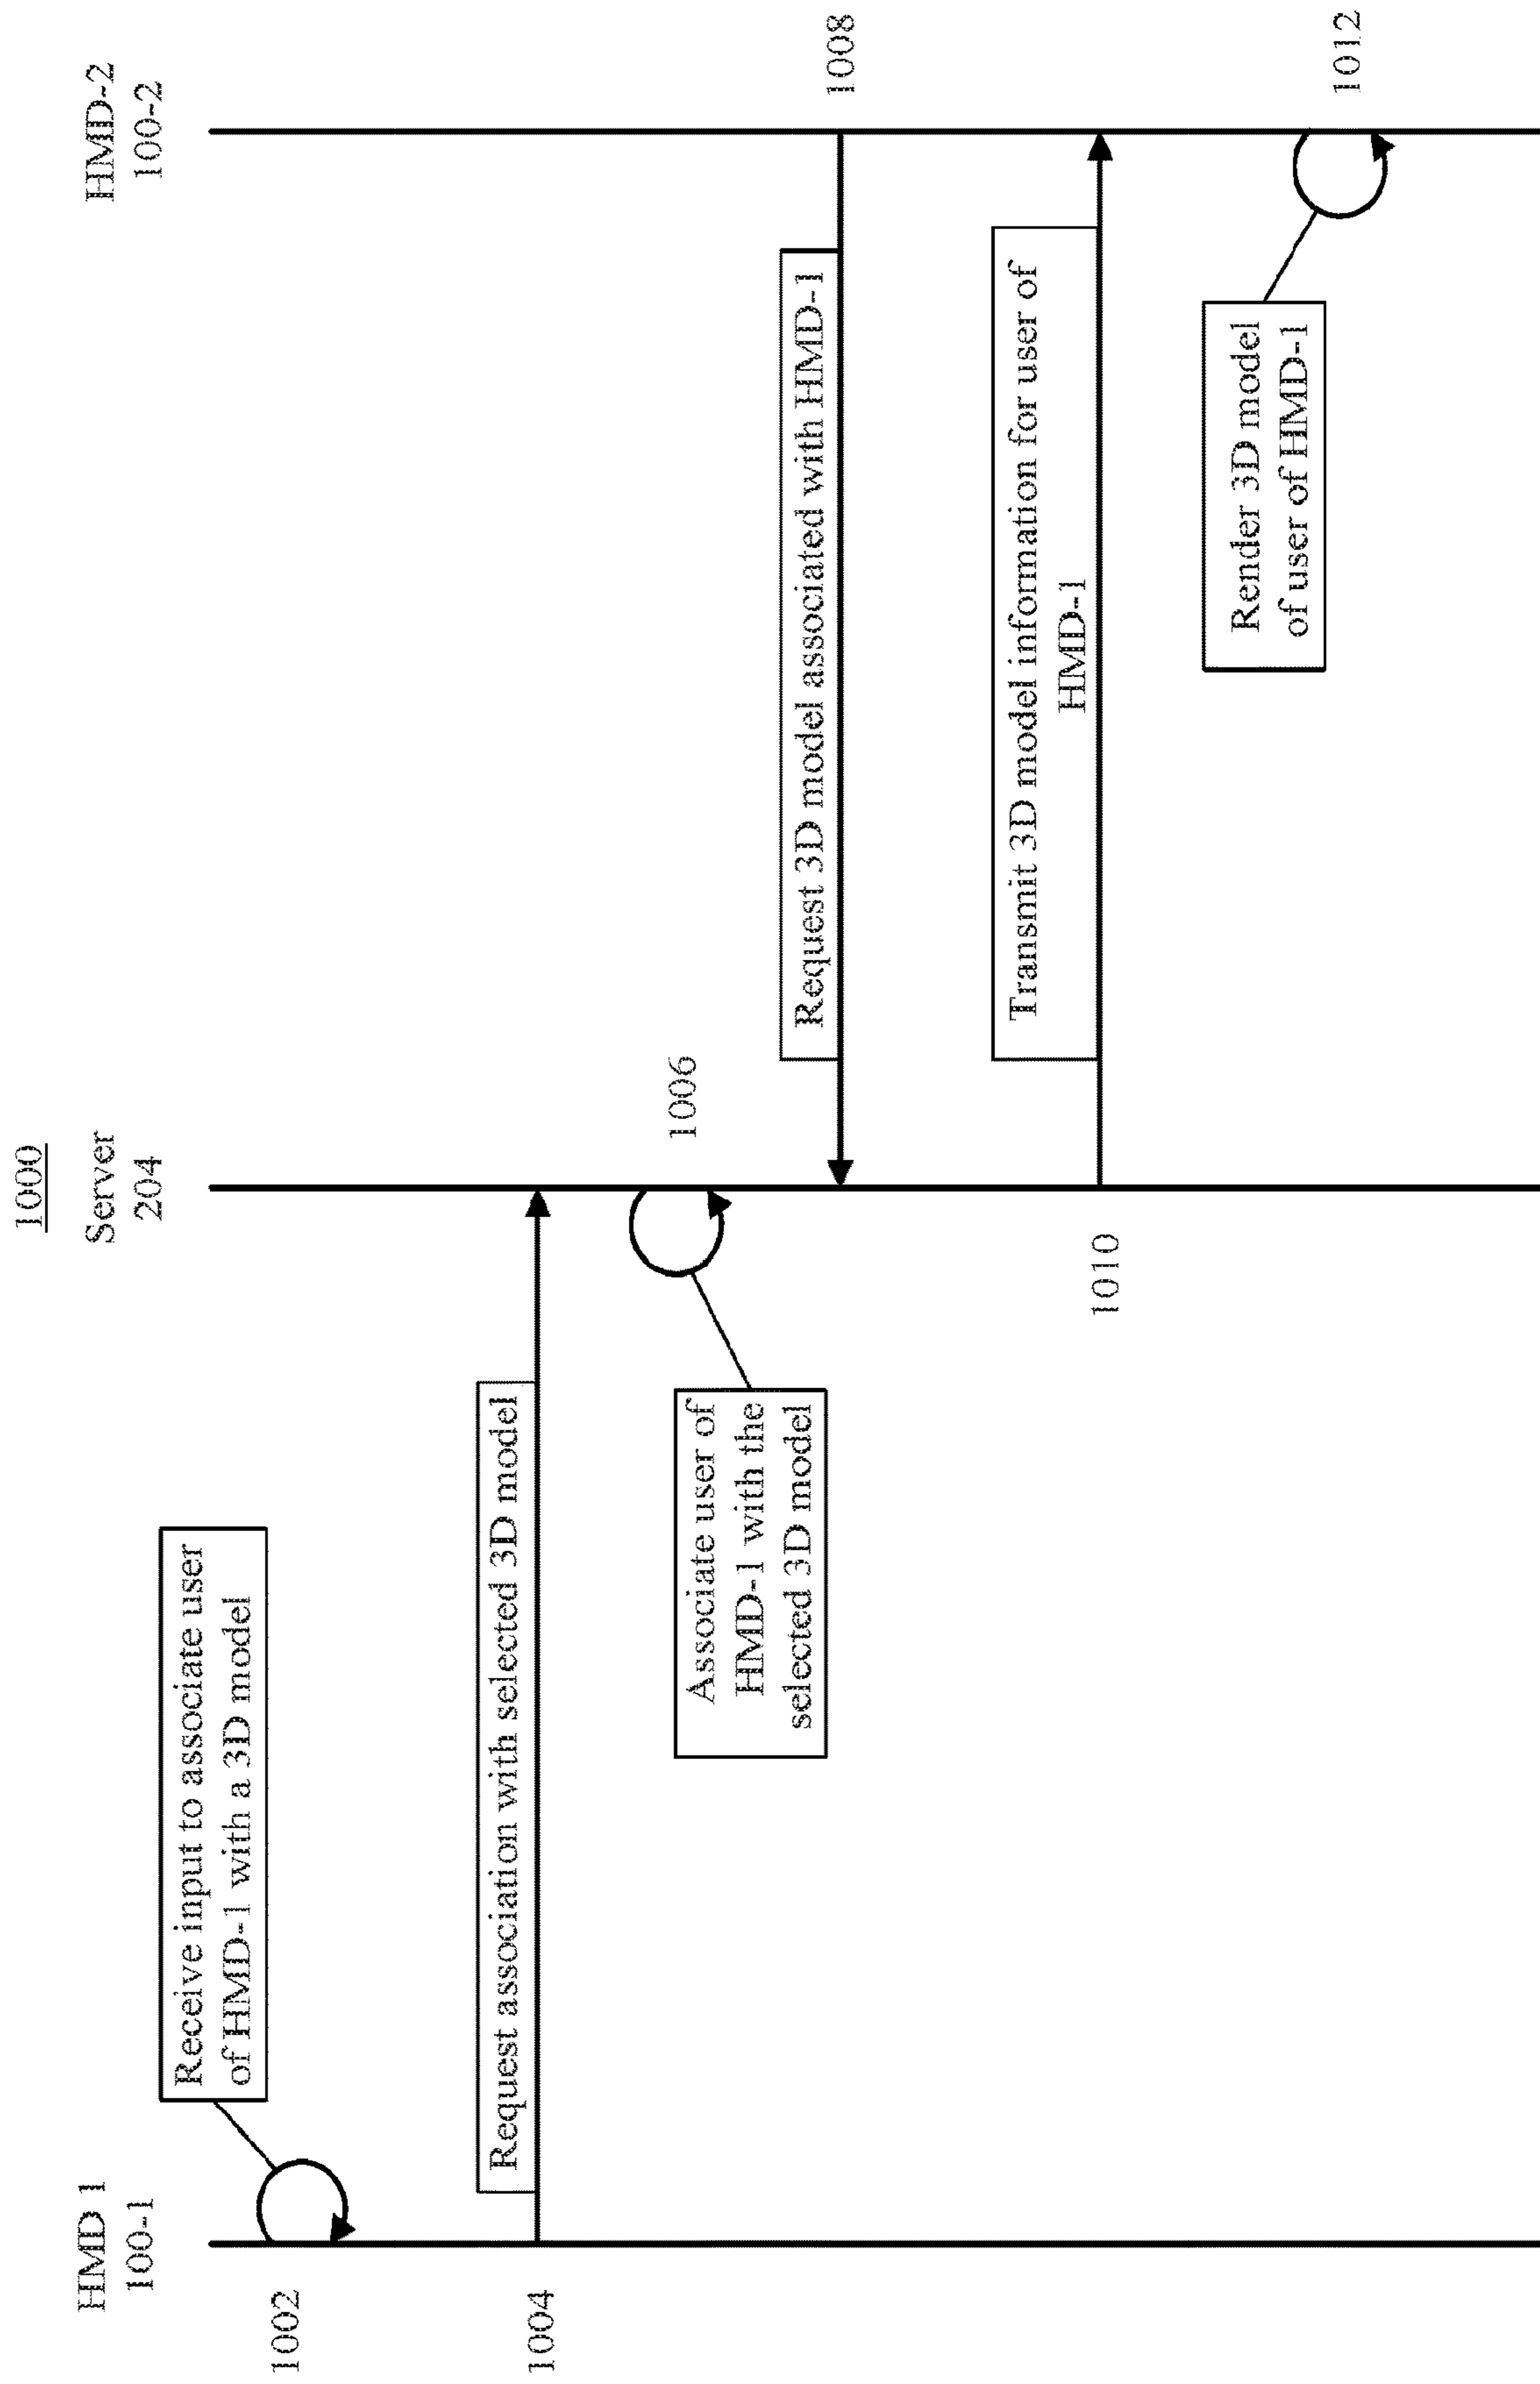 1000
HMD 1
100-1
Server
204
HMD-2
100-2
1002
Receive input to associate user
of HMD-1 with a 3D model
1004
Request association with selected 3D model
1006
Associate user of
HMD-1 with the
selected 3D model
Request 3D model associated with HMD-1
1008
1010
Transmit 3D model information for user of
HMD-1
Render 3D model
of user of HMD-1
1012